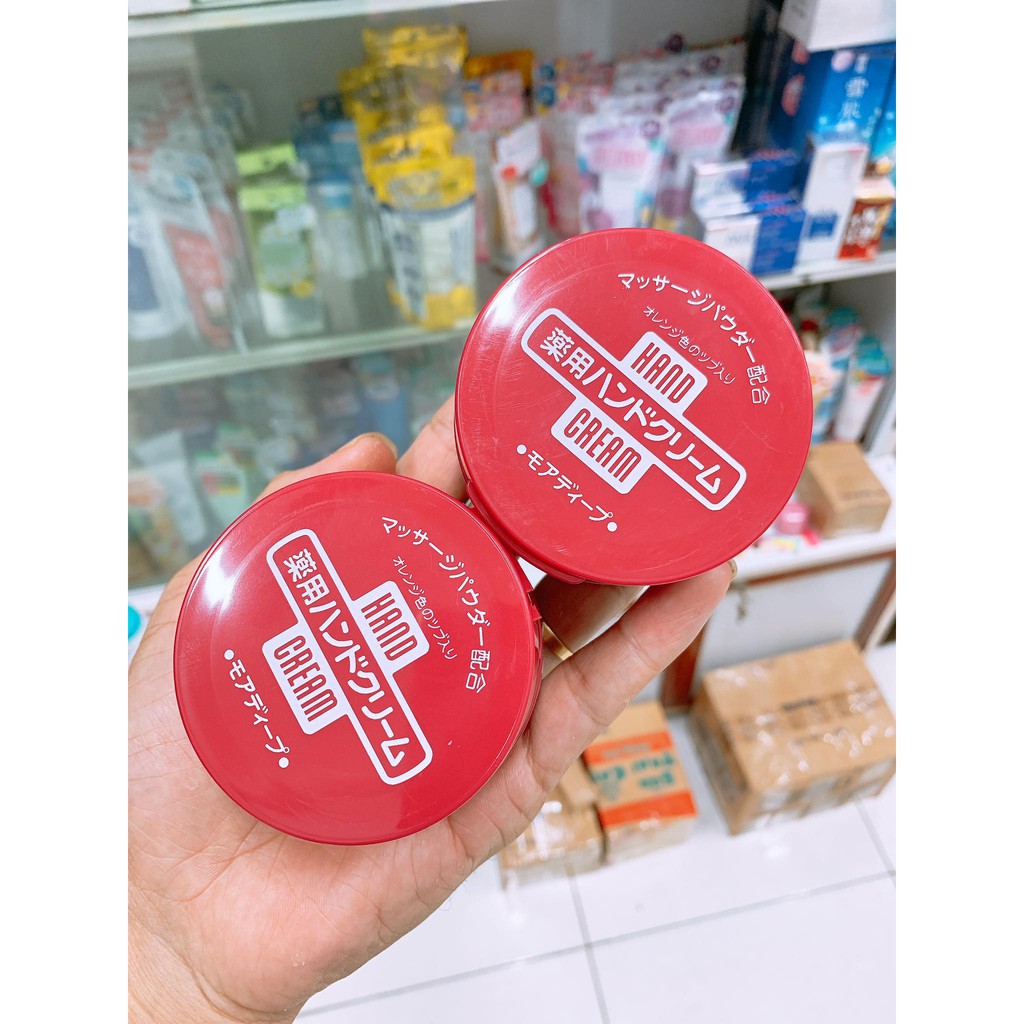 マッサージパウダー配合
オレンジ色のツブ入り
HAND
薬用ハンドクリーム
CREAM
•モアディープ•
マッサージパウダー配合
オレンジ色のツブ入り
HAND
薬用ハンドクリーム
CREAM
•モアディープ•